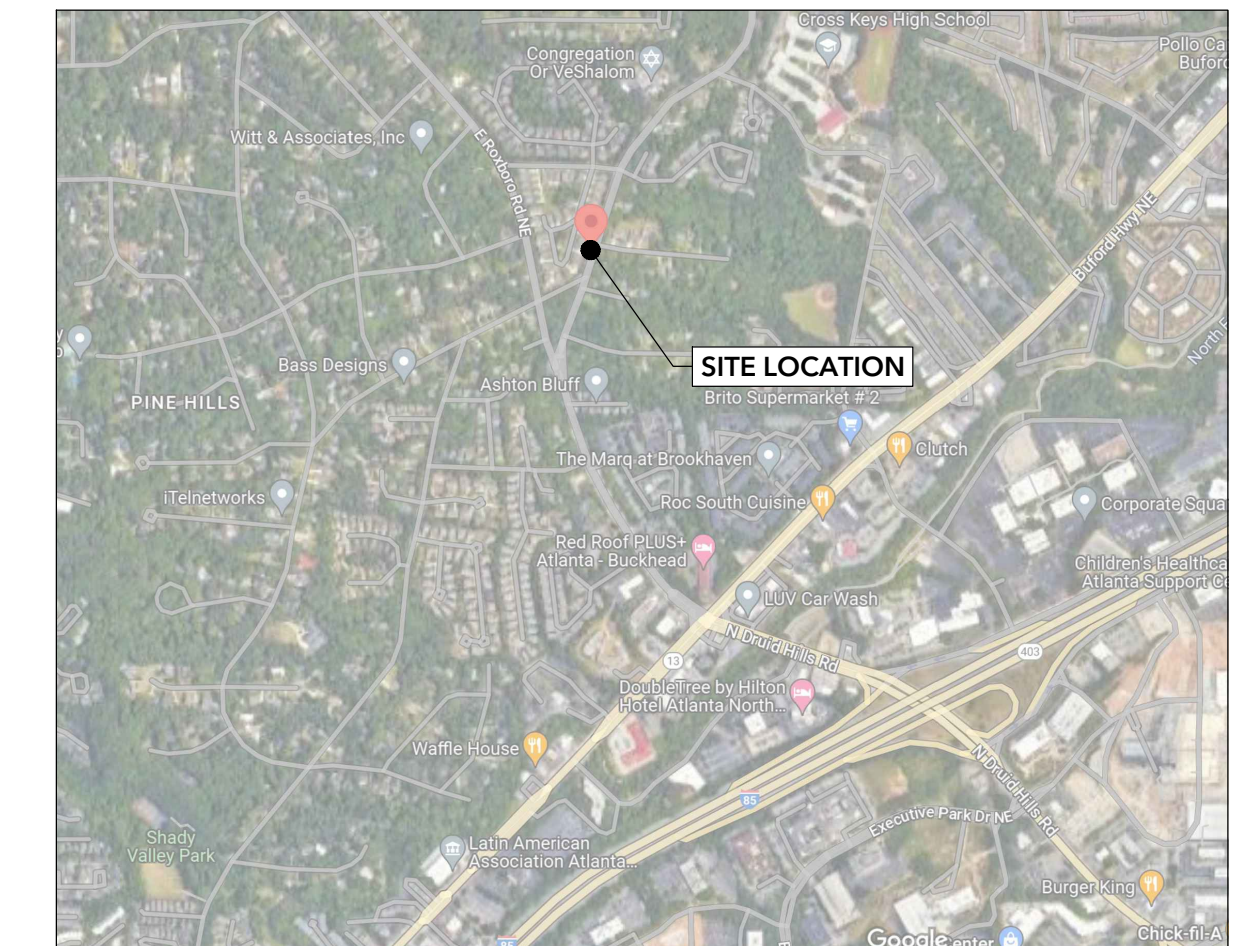 Cross Keys High School
Congregation
Or VeShalom
Pollo Ca
Buford
Witt & Associates, Inc
E Roxboro Rd NE
Buford Hwy NE
North
Bass Designs
SITE LOCATION
Ashton Bluff
Brito Supermarket # 2
PINE HILLS
Clutch
The Marq at Brookhaven
iTelnetworks
Roc South Cuisine
Corporate Squa
Red Roof PLUS+
Atlanta - Buckhead
Children's Healthca
Atlanta Support Ce
LUV Car Wash
N Druid Hills Rd
403
13
DoubleTree by Hilton
Hotel Atlanta North...
Waffle House
N Druid Hills Rd
85
Executive Park Dr NE
Shady
Valley Park
Latin American
Association Atlanta...
Burger King
Chick-fil-A
Google
enter
85